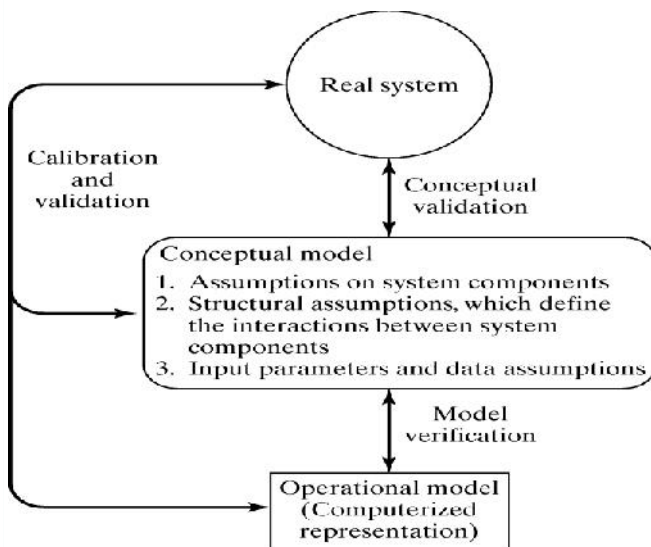 Real system
Calibration
and
validation
Conceptual
validation
Conceptual model
1. Assumptions on system components
2. Structural assumptions, which define
the interactions between system
components
3. Input parameters and data assumptions
Model
verification
Operational model
(Computerized
representation)